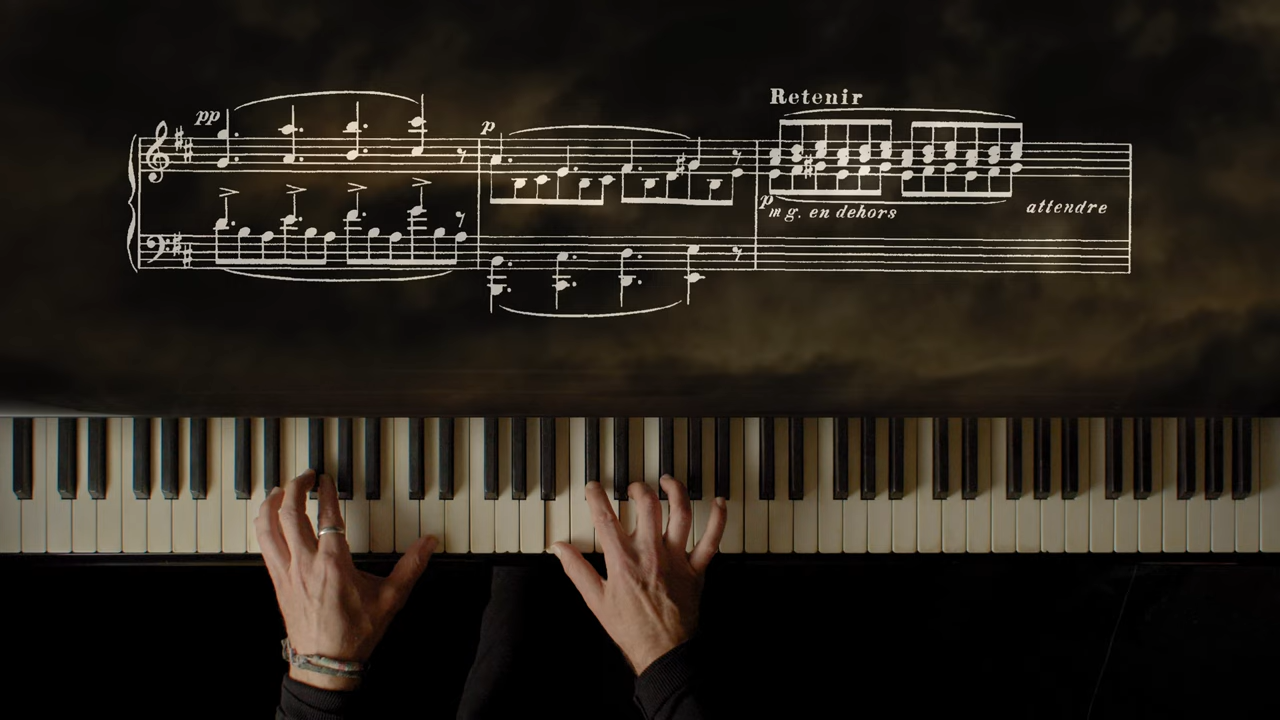 pp
p
Retenir
p
m g. en dehors
attendre